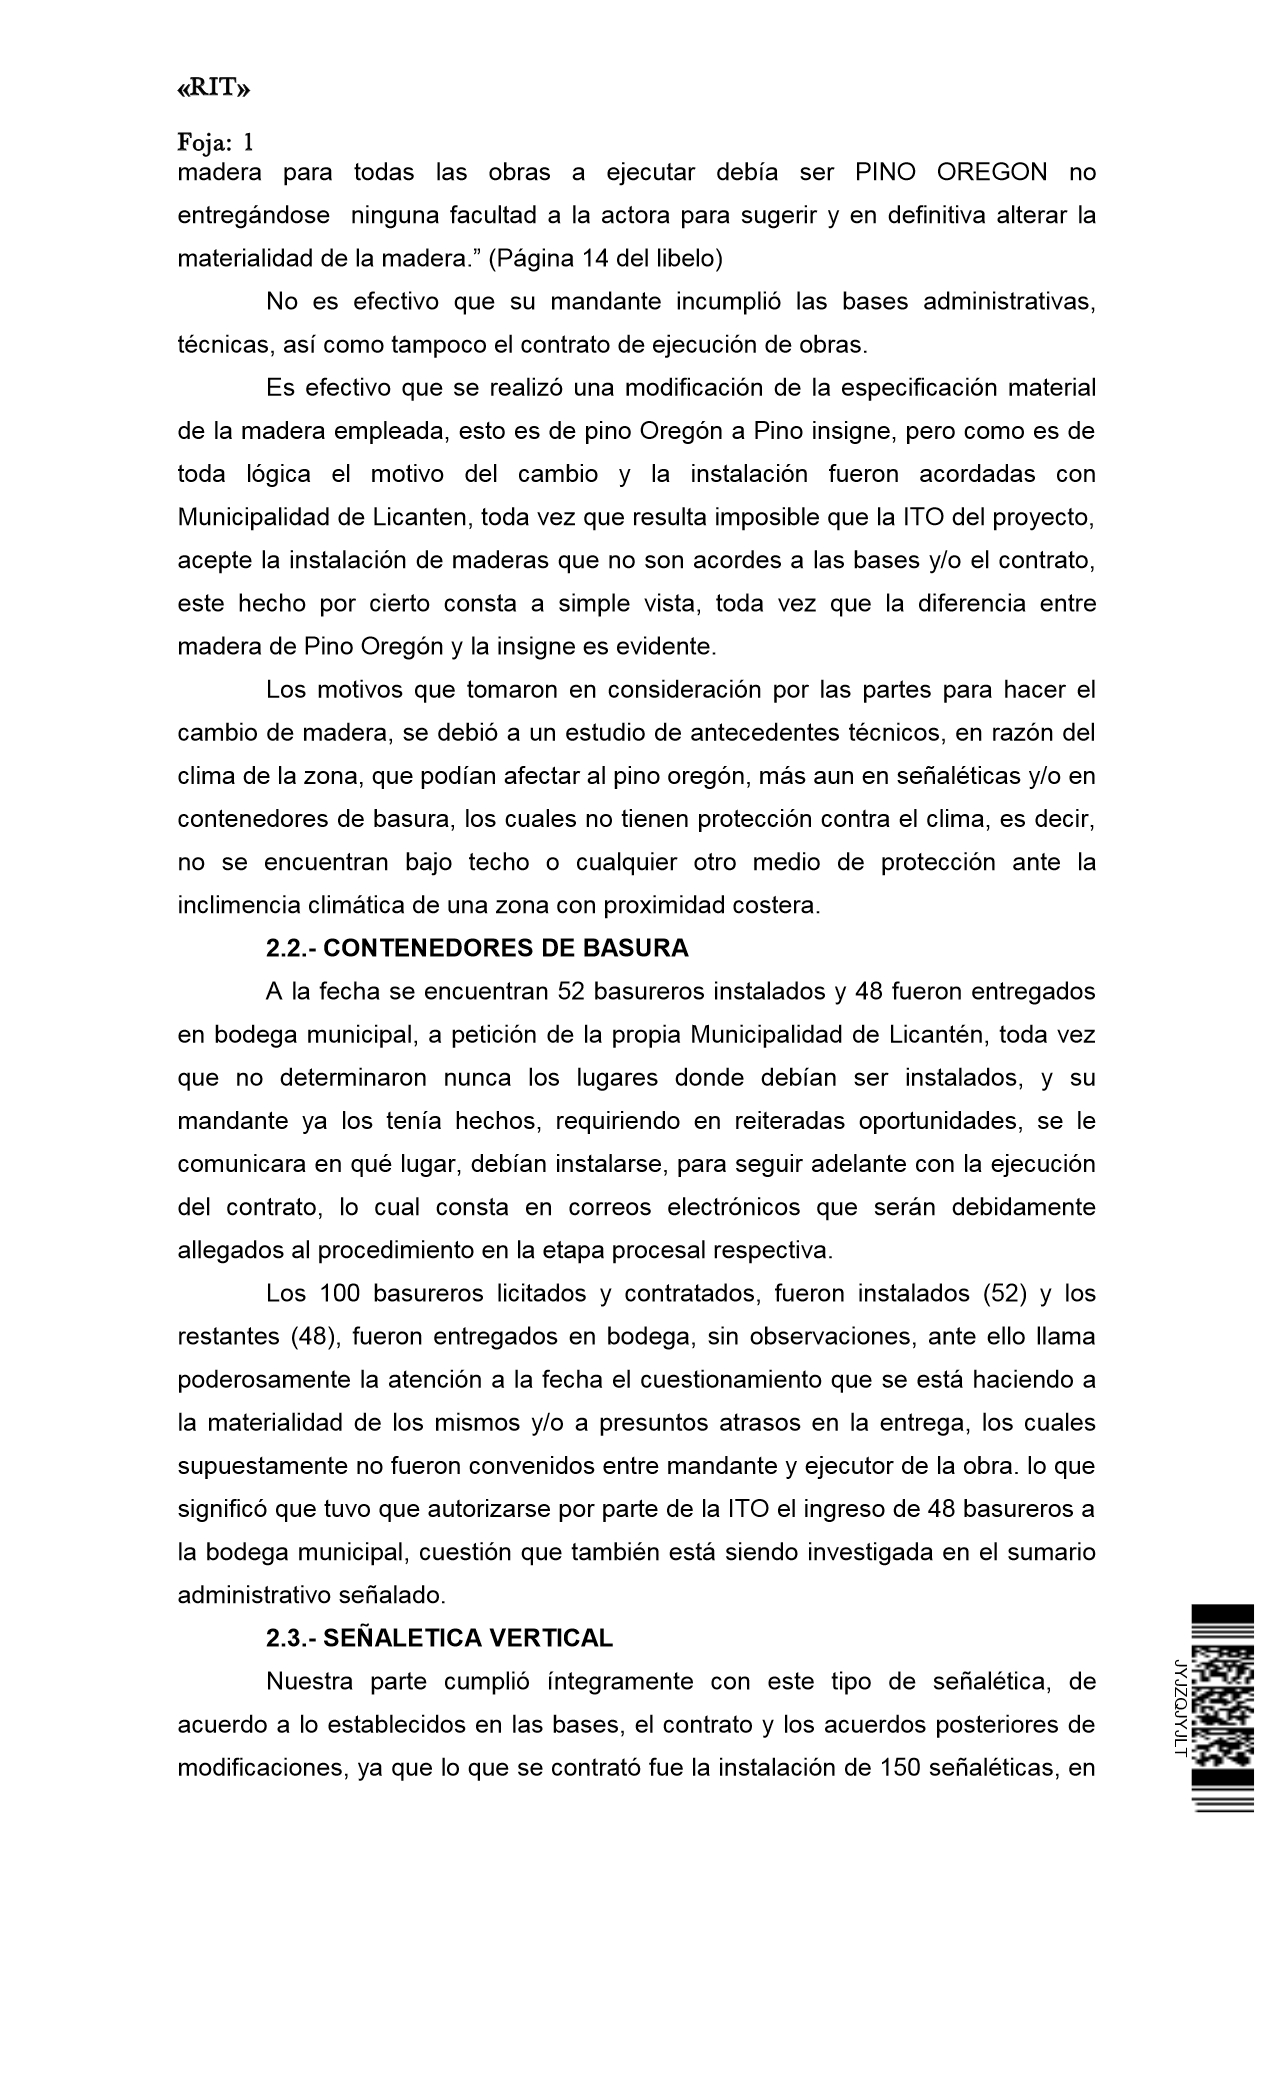 «RIT»
Foja: 1
madera para todas las obras a ejecutar debía ser PINO OREGON no
entregándose ninguna facultad a la actora para sugerir y en definitiva alterar la
materialidad de la madera.” (Página 14 del libelo)
No es efectivo que su mandante incumplió las bases administrativas,
técnicas, así como tampoco el contrato de ejecución de obras.
Es efectivo que se realizó una modificación de la especificación material
de la madera empleada, esto es de pino Oregón a Pino insigne, pero como es de
toda lógica el motivo del cambio y la instalación fueron acordadas con
Municipalidad de Licanten, toda vez que resulta imposible que la ITO del proyecto,
acepte la instalación de maderas que no son acordes a las bases y/o el contrato,
este hecho por cierto consta a simple vista, toda vez que la diferencia entre
madera de Pino Oregón y la insigne es evidente.
Los motivos que tomaron en consideración por las partes para hacer el
cambio de madera, se debió a un estudio de antecedentes técnicos, en razón del
clima de la zona, que podían afectar al pino oregón, más aun en señaléticas y/o en
contenedores de basura, los cuales no tienen protección contra el clima, es decir,
no se encuentran bajo techo o cualquier otro medio de protección ante la
inclimencia climática de una zona con proximidad costera.
2.2.- CONTENEDORES DE BASURA
A la fecha se encuentran 52 basureros instalados y 48 fueron entregados
en bodega municipal, a petición de la propia Municipalidad de Licantén, toda vez
que no determinaron nunca los lugares donde debían ser instalados, y su
mandante ya los tenía hechos, requiriendo en reiteradas oportunidades, se le
comunicara en qué lugar, debían instalarse, para seguir adelante con la ejecución
del contrato, lo cual consta en correos electrónicos que serán debidamente
allegados al procedimiento en la etapa procesal respectiva.
Los 100 basureros licitados y contratados, fueron instalados (52) y los
restantes (48), fueron entregados en bodega, sin observaciones, ante ello llama
poderosamente la atención a la fecha el cuestionamiento que se está haciendo a
la materialidad de los mismos y/o a presuntos atrasos en la entrega, los cuales
supuestamente no fueron convenidos entre mandante y ejecutor de la obra. lo que
significó que tuvo que autorizarse por parte de la ITO el ingreso de 48 basureros a
la bodega municipal, cuestión que también está siendo investigada en el sumario
administrativo señalado.
2.3.- SEÑALETICA VERTICAL
Nuestra parte cumplió íntegramente con este tipo de señalética, de
acuerdo a lo establecidos en las bases, el contrato y los acuerdos posteriores de
modificaciones, ya que lo que se contrató fue la instalación de 150 señaléticas, en
JYJZQJYJLT